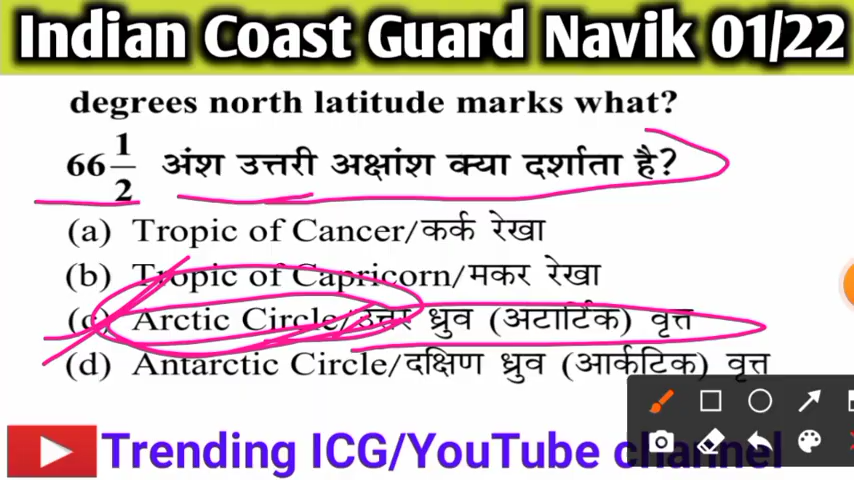 Indian Coast Guard Navik 01/22
degrees north latitude marks what?
66 1/2 अंश उत्तरी अक्षांश क्या दर्शाता है?
(a) Tropic of Cancer/कर्क रेखा
(b) Tropic of Capricorn/मकर रेखा
(c) Arctic Circle/उत्तर ध्रुव (अटार्टिक) वृत्त
(d) Antarctic Circle/दक्षिण ध्रुव (आर्कटिक) वृत्त
Trending ICG/YouTube channel